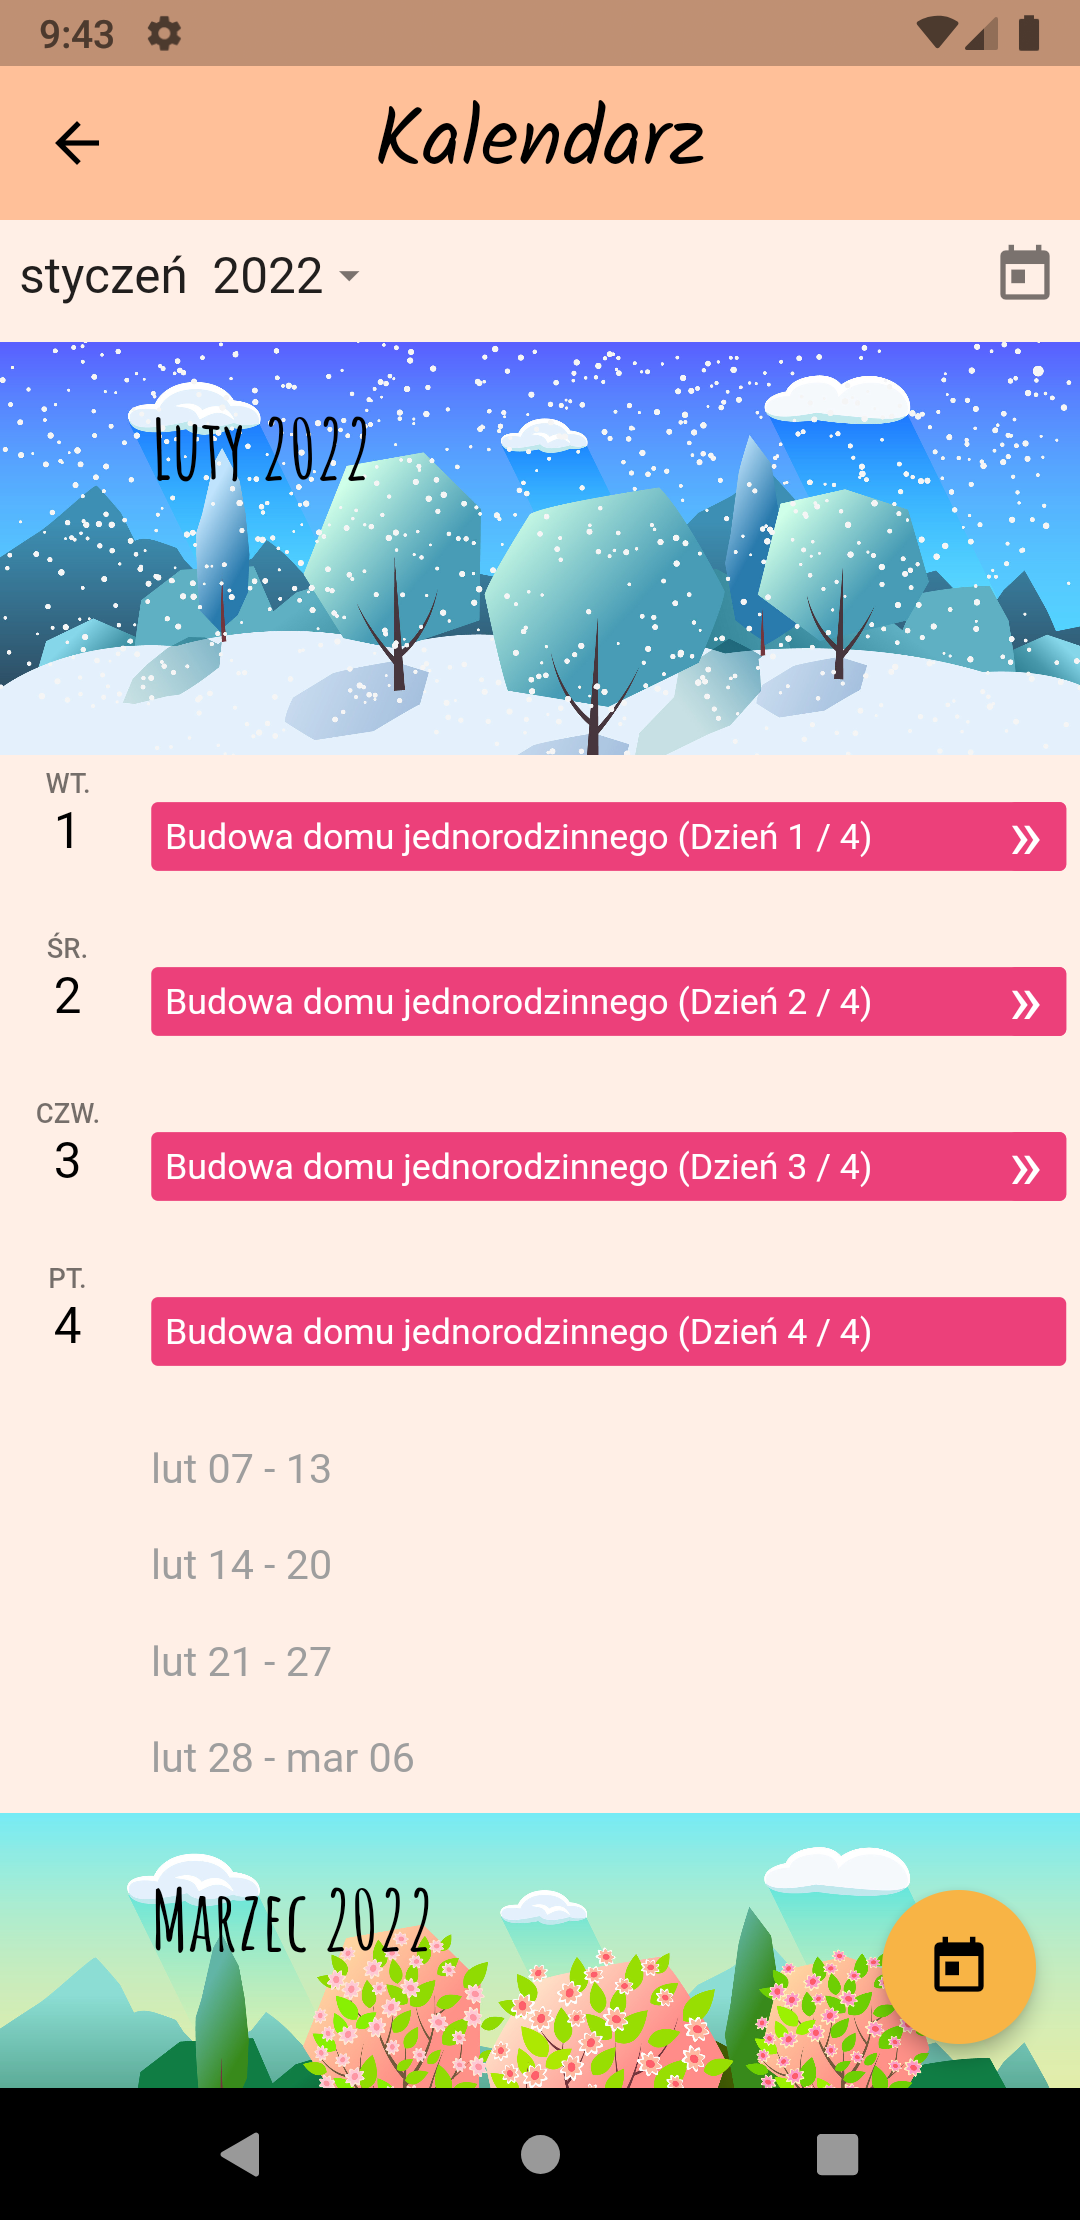 9:43
Kalendarz
styczeń 2022
Luty 2022
WT.
1
Budowa domu jednorodzinnego (Dzień 1 / 4)
ŚR.
2
Budowa domu jednorodzinnego (Dzień 2 / 4)
CZW.
3
Budowa domu jednorodzinnego (Dzień 3 / 4)
PT.
4
Budowa domu jednorodzinnego (Dzień 4 / 4)
lut 07 - 13
lut 14 - 20
lut 21 - 27
lut 28 - mar 06
Marzec 2022